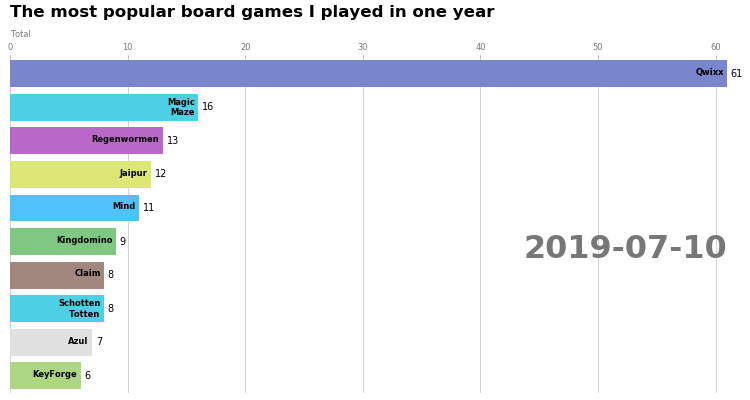 The most popular board games I played in one year
Total
0 10 20 30 40 50 60
Qwixx 61
Magic
Maze 16
Regenwormen 13
Jaipur 12
Mind 11
Kingdomino 9
2019-07-10
Claim 8
Schotten
Totten 8
Azul 7
KeyForge 6